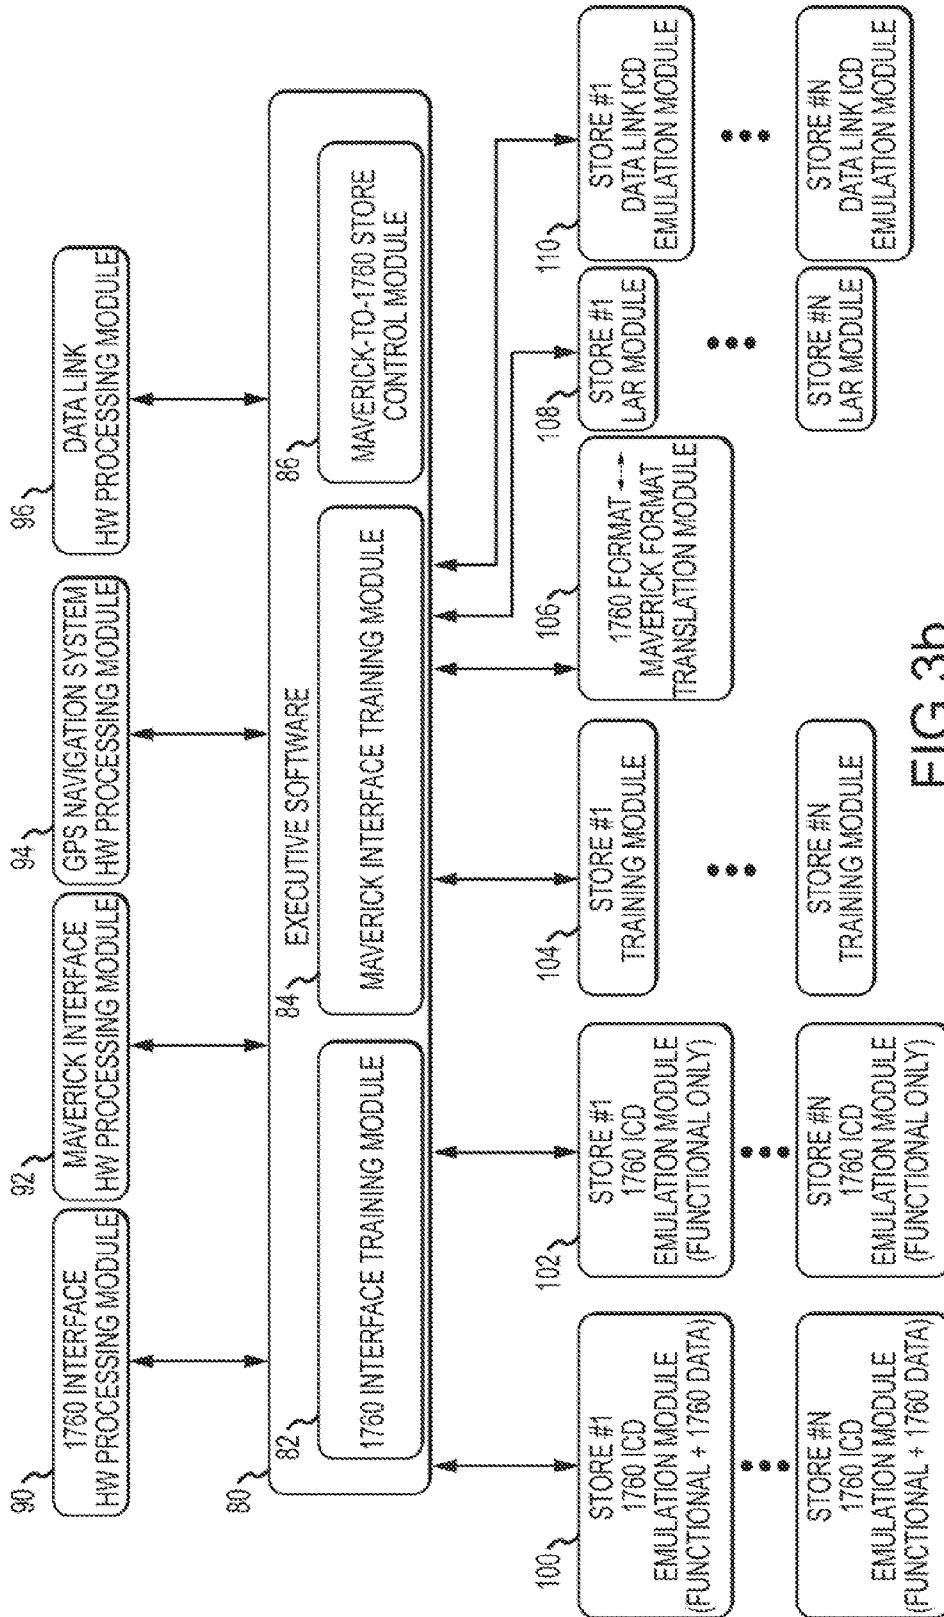 90
1760 INTERFACE
HW PROCESSING MODULE
92
MAVERICK INTERFACE
HW PROCESSING MODULE
94
GPS NAVIGATION SYSTEM
HW PROCESSING MODULE
96
DATA LINK
HW PROCESSING MODULE
80
EXECUTIVE SOFTWARE
82
1760 INTERFACE TRAINING MODULE
84
MAVERICK INTERFACE TRAINING MODULE
86
MAVERICK-TO-1760 STORE
CONTROL MODULE
100
STORE #1
1760 ICD
EMULATION MODULE
(FUNCTIONAL + 1760 DATA)
102
STORE #1
1760 ICD
EMULATION MODULE
(FUNCTIONAL ONLY)
104
STORE #1
TRAINING MODULE
106
1760 FORMAT ↔
MAVERICK FORMAT
TRANSLATION MODULE
108
STORE #1
LAR MODULE
110
STORE #1
DATA LINK ICD
EMULATION MODULE
STORE #N
1760 ICD
EMULATION MODULE
(FUNCTIONAL + 1760 DATA)
STORE #N
1760 ICD
EMULATION MODULE
(FUNCTIONAL ONLY)
STORE #N
TRAINING MODULE
STORE #N
LAR MODULE
STORE #N
DATA LINK ICD
EMULATION MODULE
FIG.3b